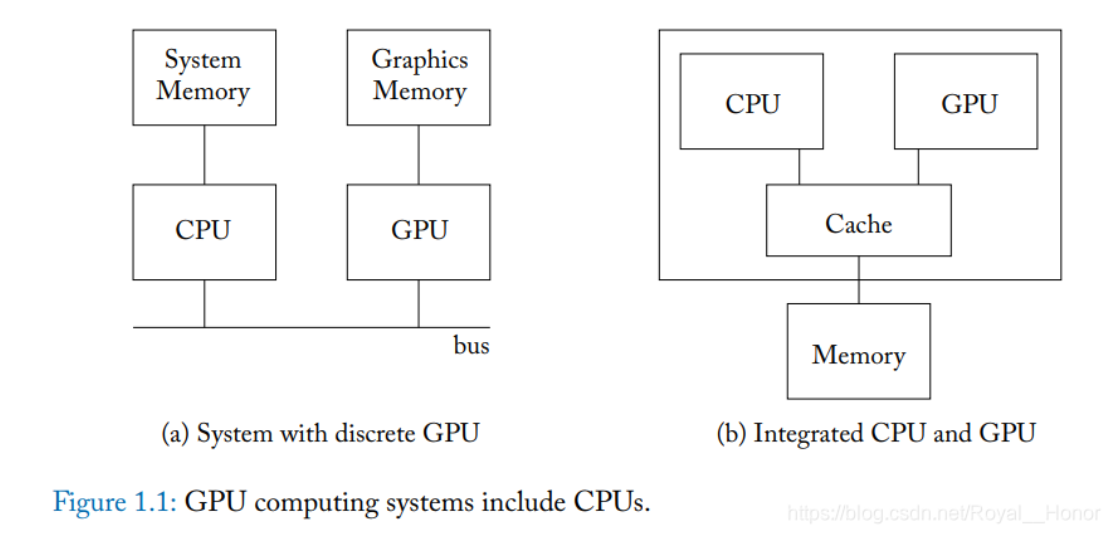 System
Memory
Graphics
Memory
CPU
GPU
bus
(a) System with discrete GPU
CPU
GPU
Cache
Memory
(b) Integrated CPU and GPU
Figure 1.1: GPU computing systems include CPUs.
https://blog.csdn.net/Royal__Honor